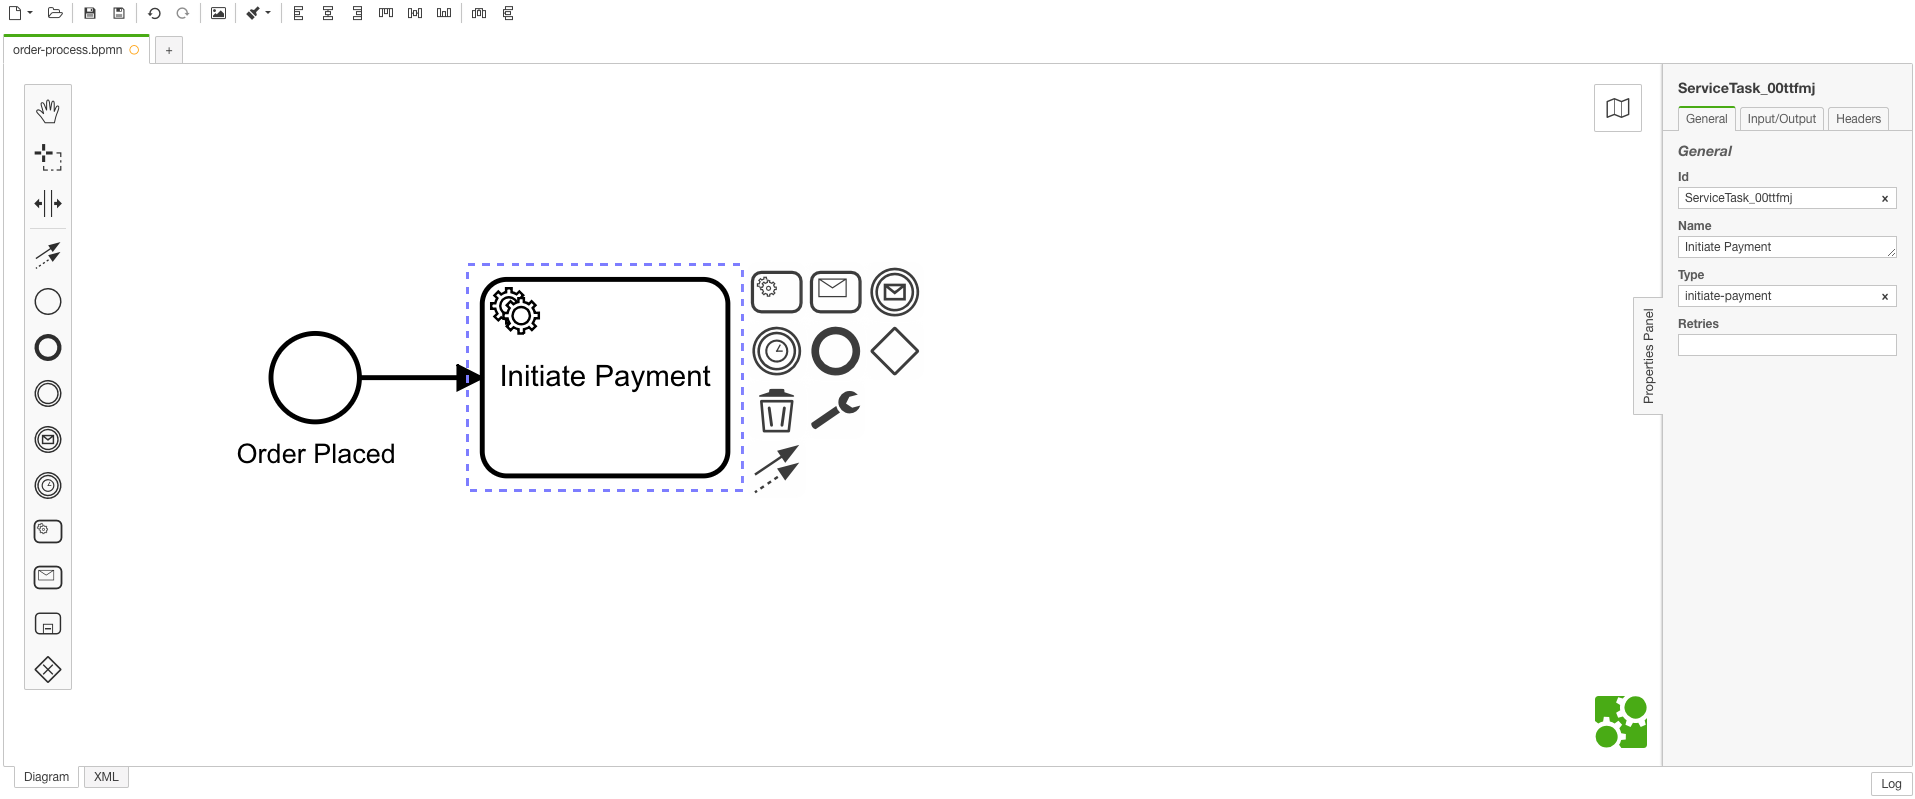 order-process.bpmn
+
ServiceTask_00ttfmj
General
Input/Output
Headers
General
Id
ServiceTask_00ttfmj
Name
Initiate Payment
Type
initiate-payment
Retries
Properties Panel
Initiate Payment
Order Placed
Diagram
XML
Log